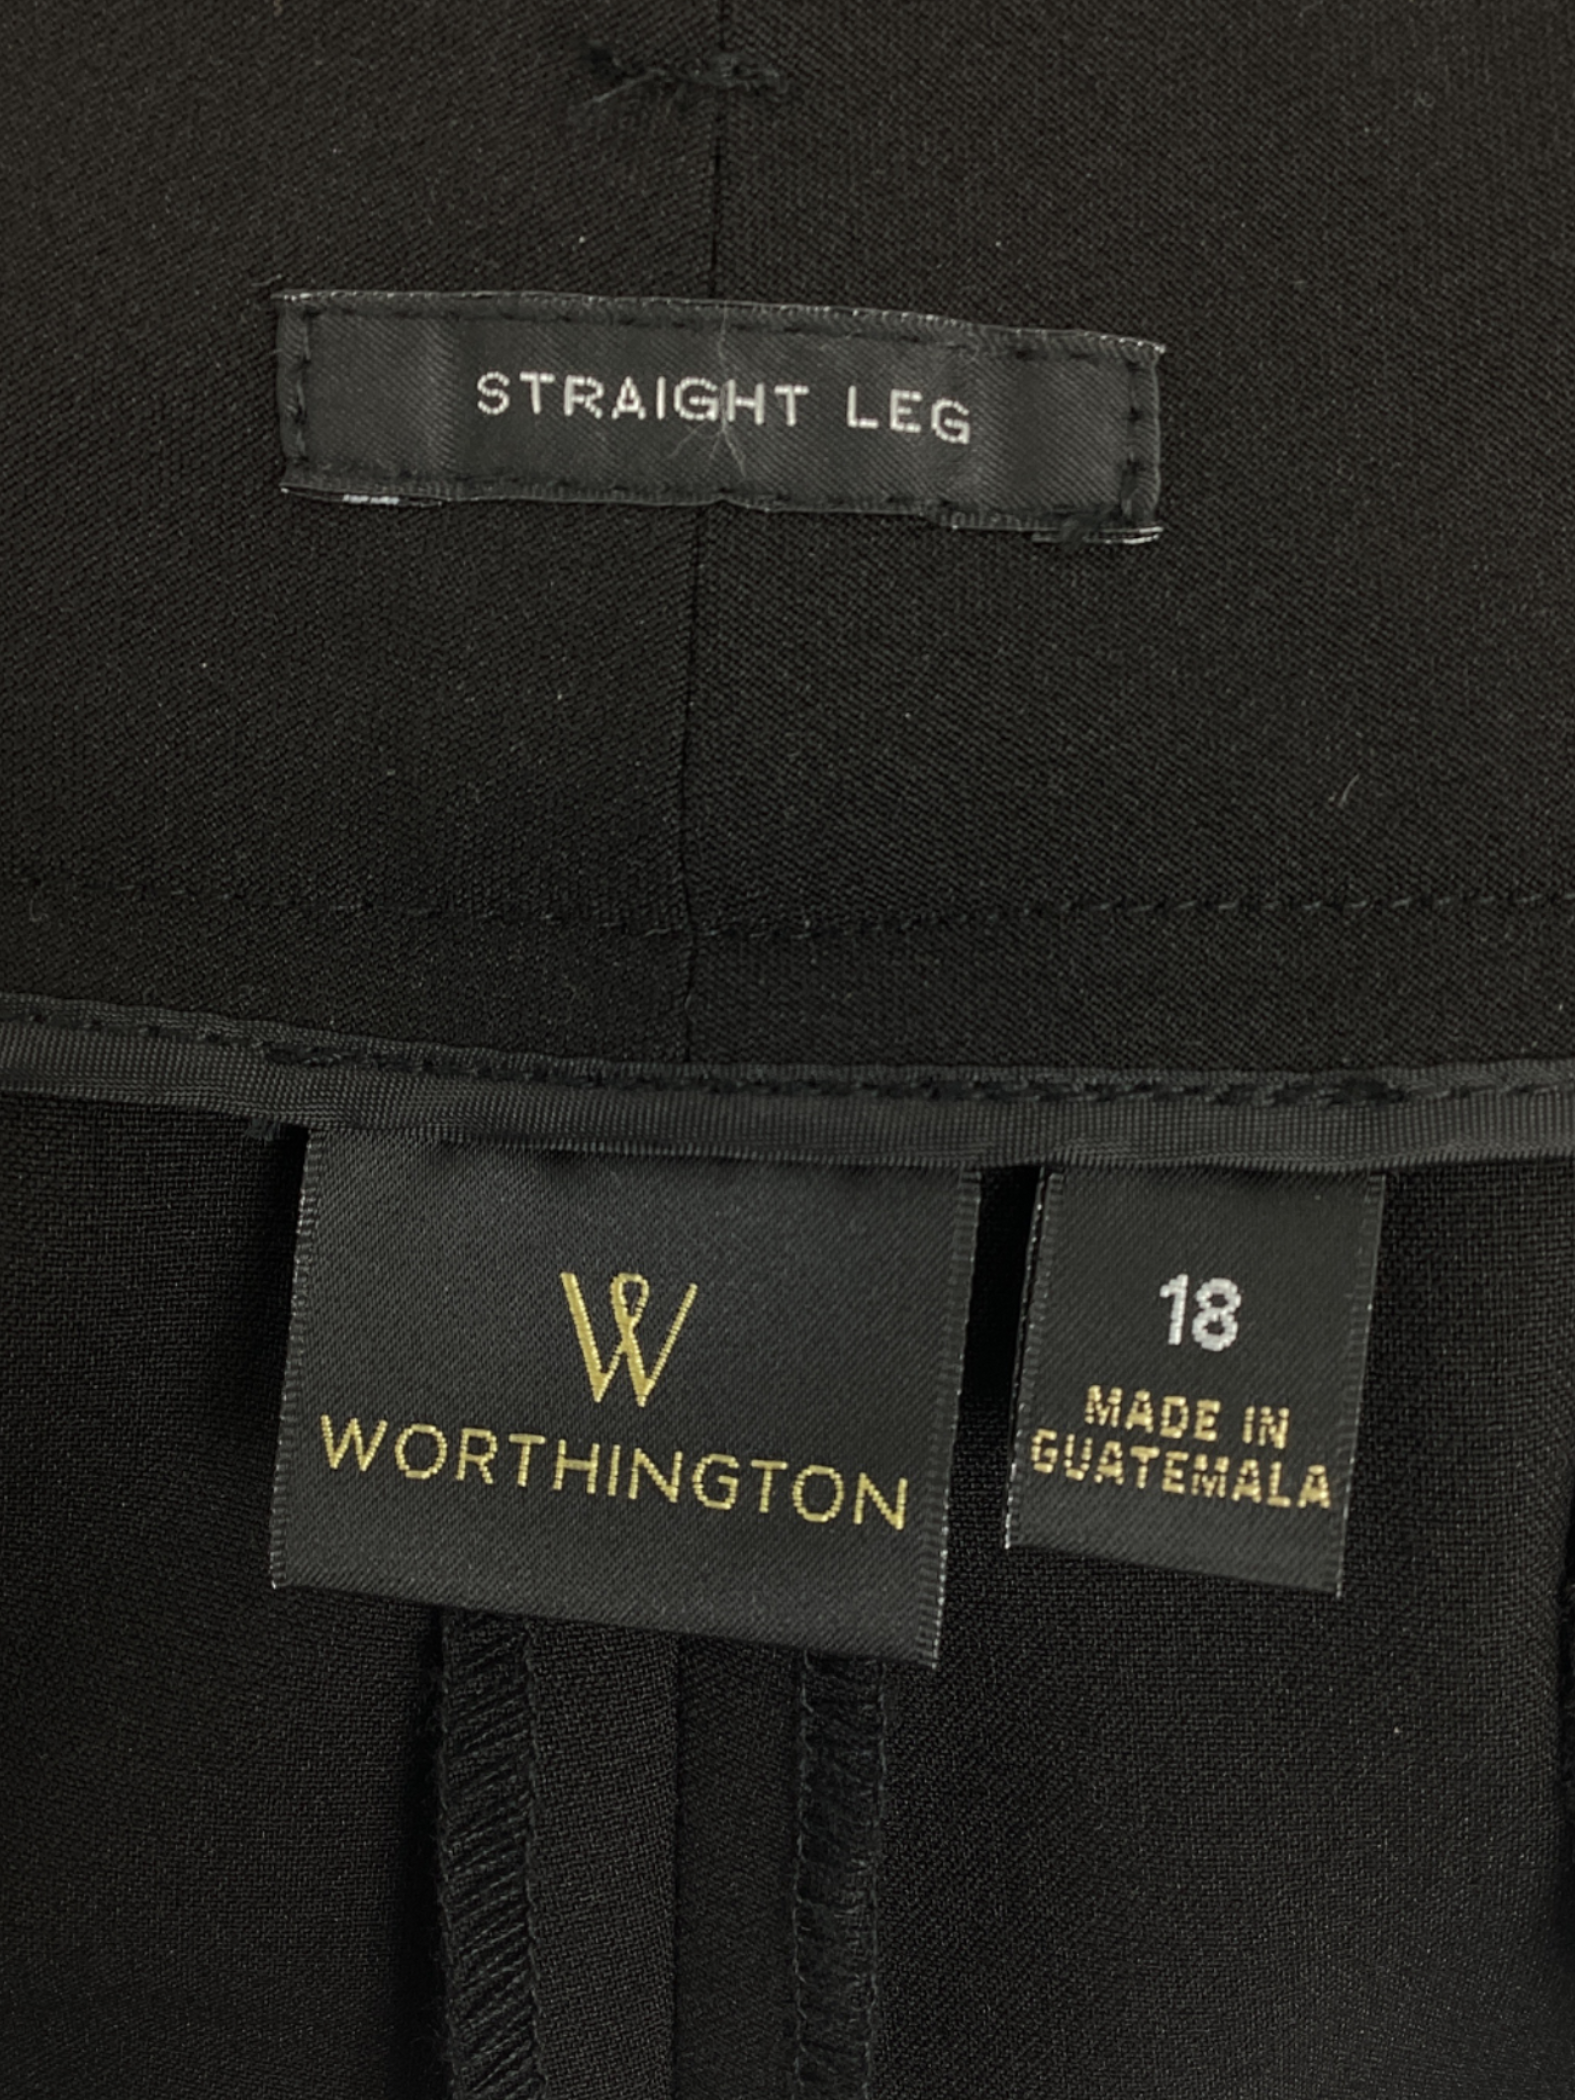 STRAIGHT LEG
W
WORTHINGTON
18
MADE IN
GUATEMALA